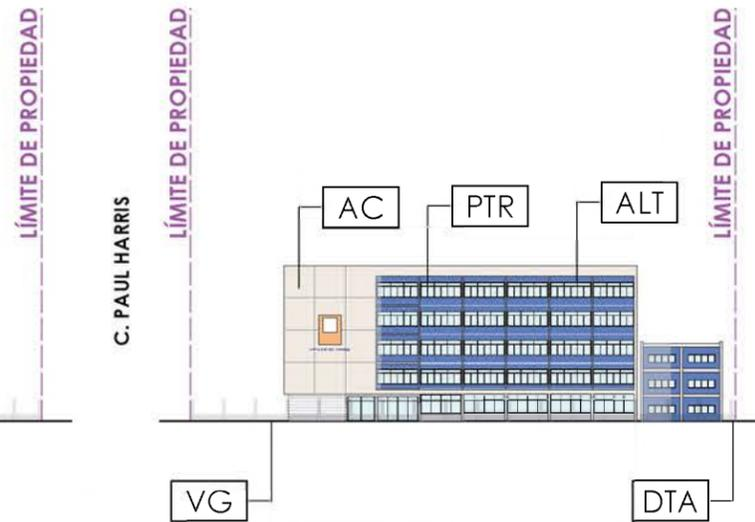 LÍMITE DE PROPIEDAD
C. PAUL HARRIS
LÍMITE DE PROPIEDAD
LÍMITE DE PROPIEDAD
AC
PTR
ALT
VG
DTA